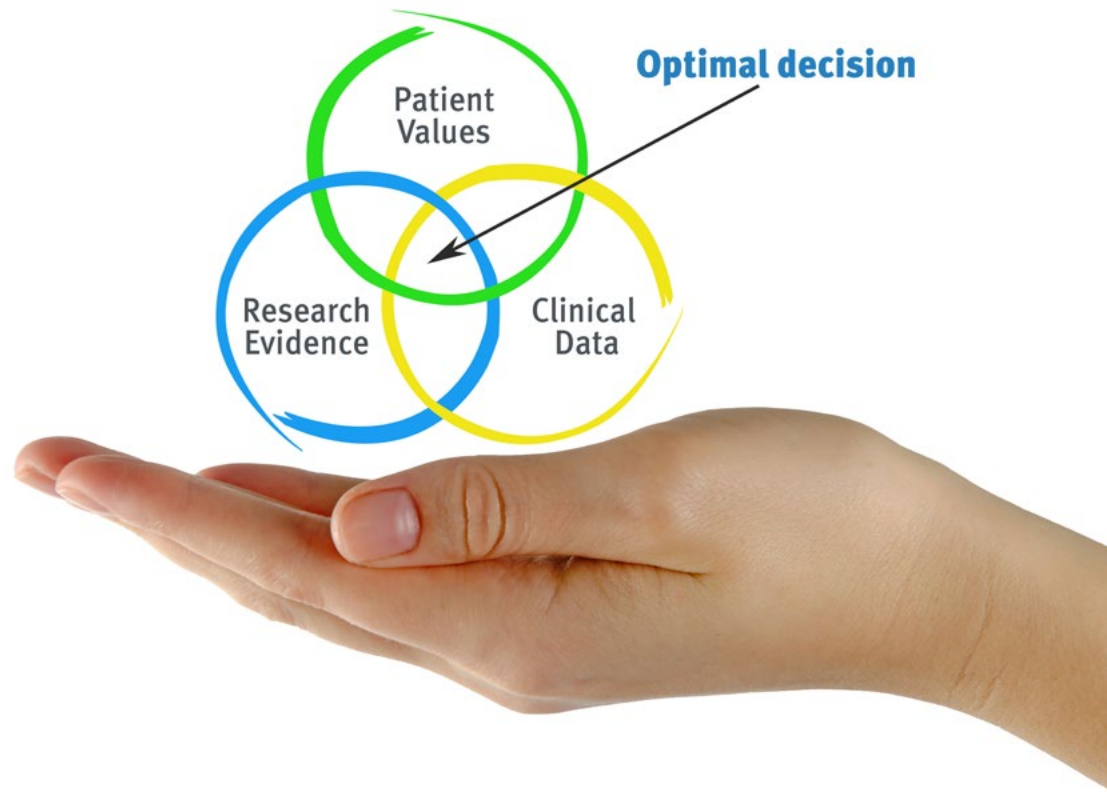 Optimal decision
Patient
Values
Research
Evidence
Clinical
Data